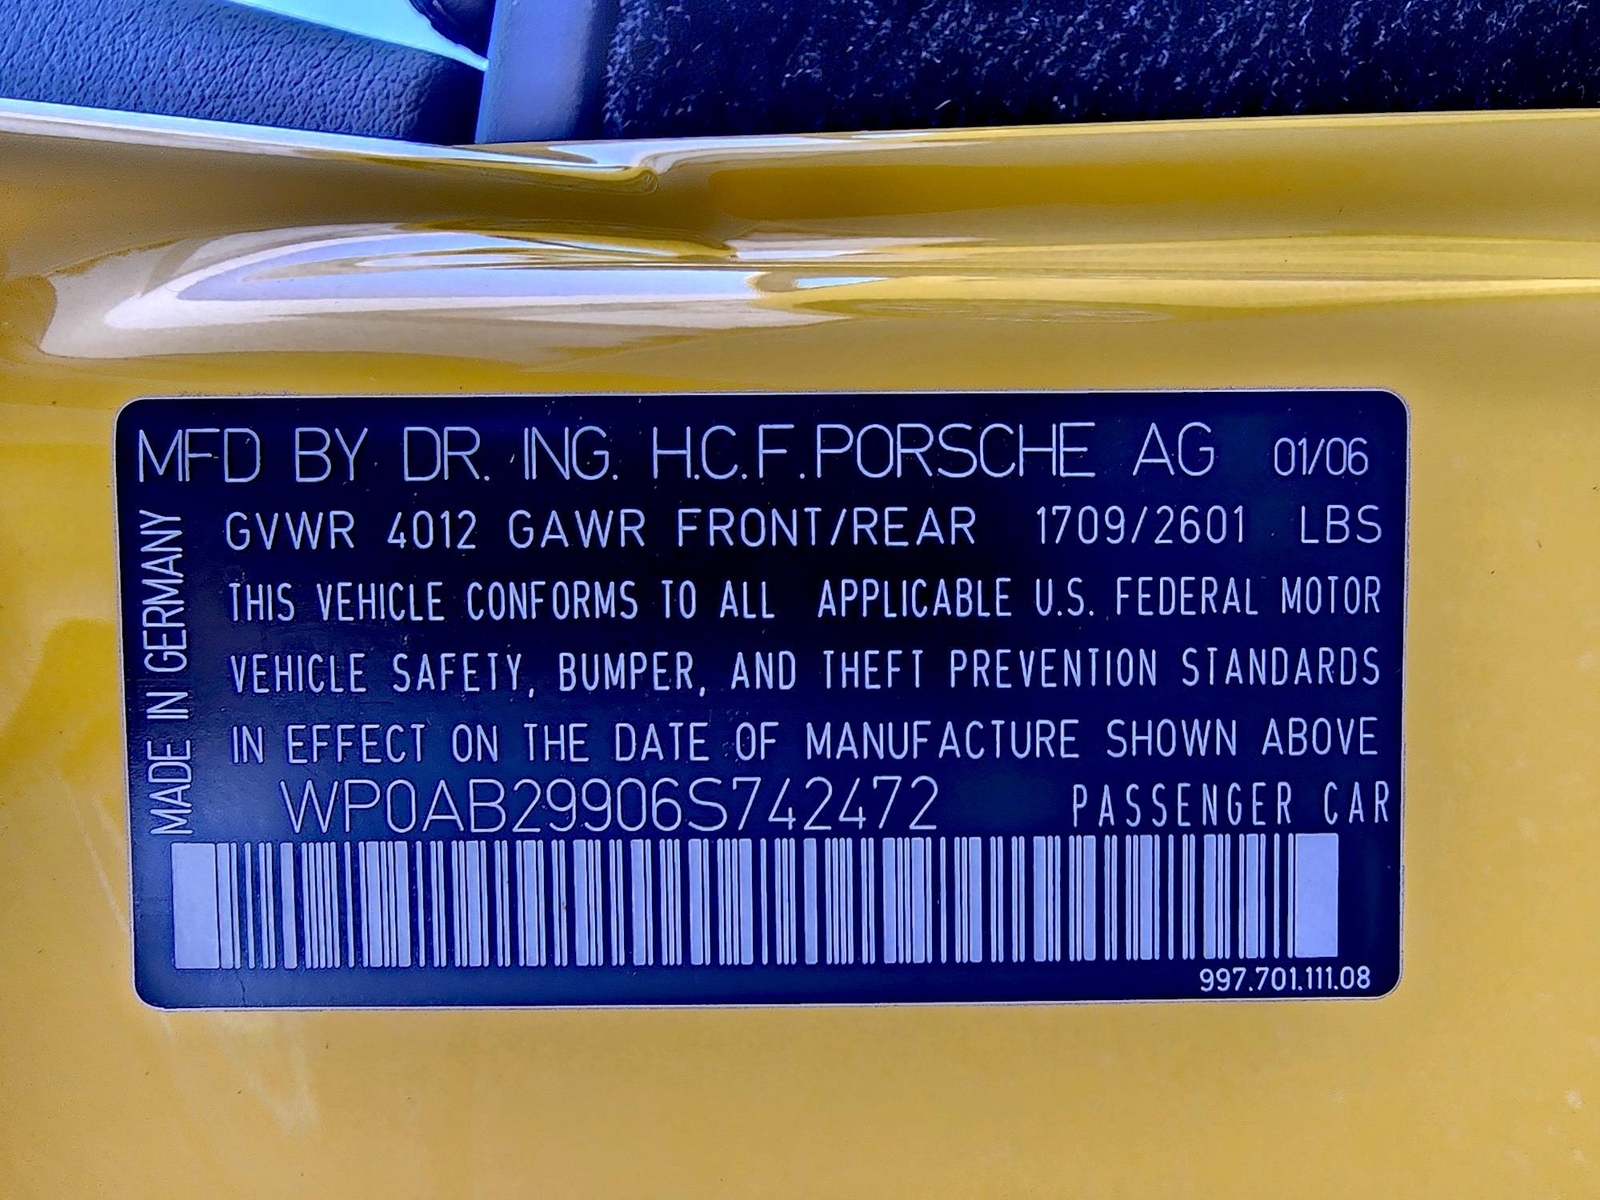 MFD BY DR. ING. H.C.F. PORSCHE AG 01/06
GVWR 4012 GAWR FRONT/REAR 1709/2601 LBS
THIS VEHICLE CONFORMS TO ALL APPLICABLE U.S. FEDERAL MOTOR
VEHICLE SAFETY, BUMPER, AND THEFT PREVENTION STANDARDS
IN EFFECT ON THE DATE OF MANUFACTURE SHOWN ABOVE
WP0AB29906S742472 PASSENGER CAR
MADE IN GERMANY
997.701.111.08